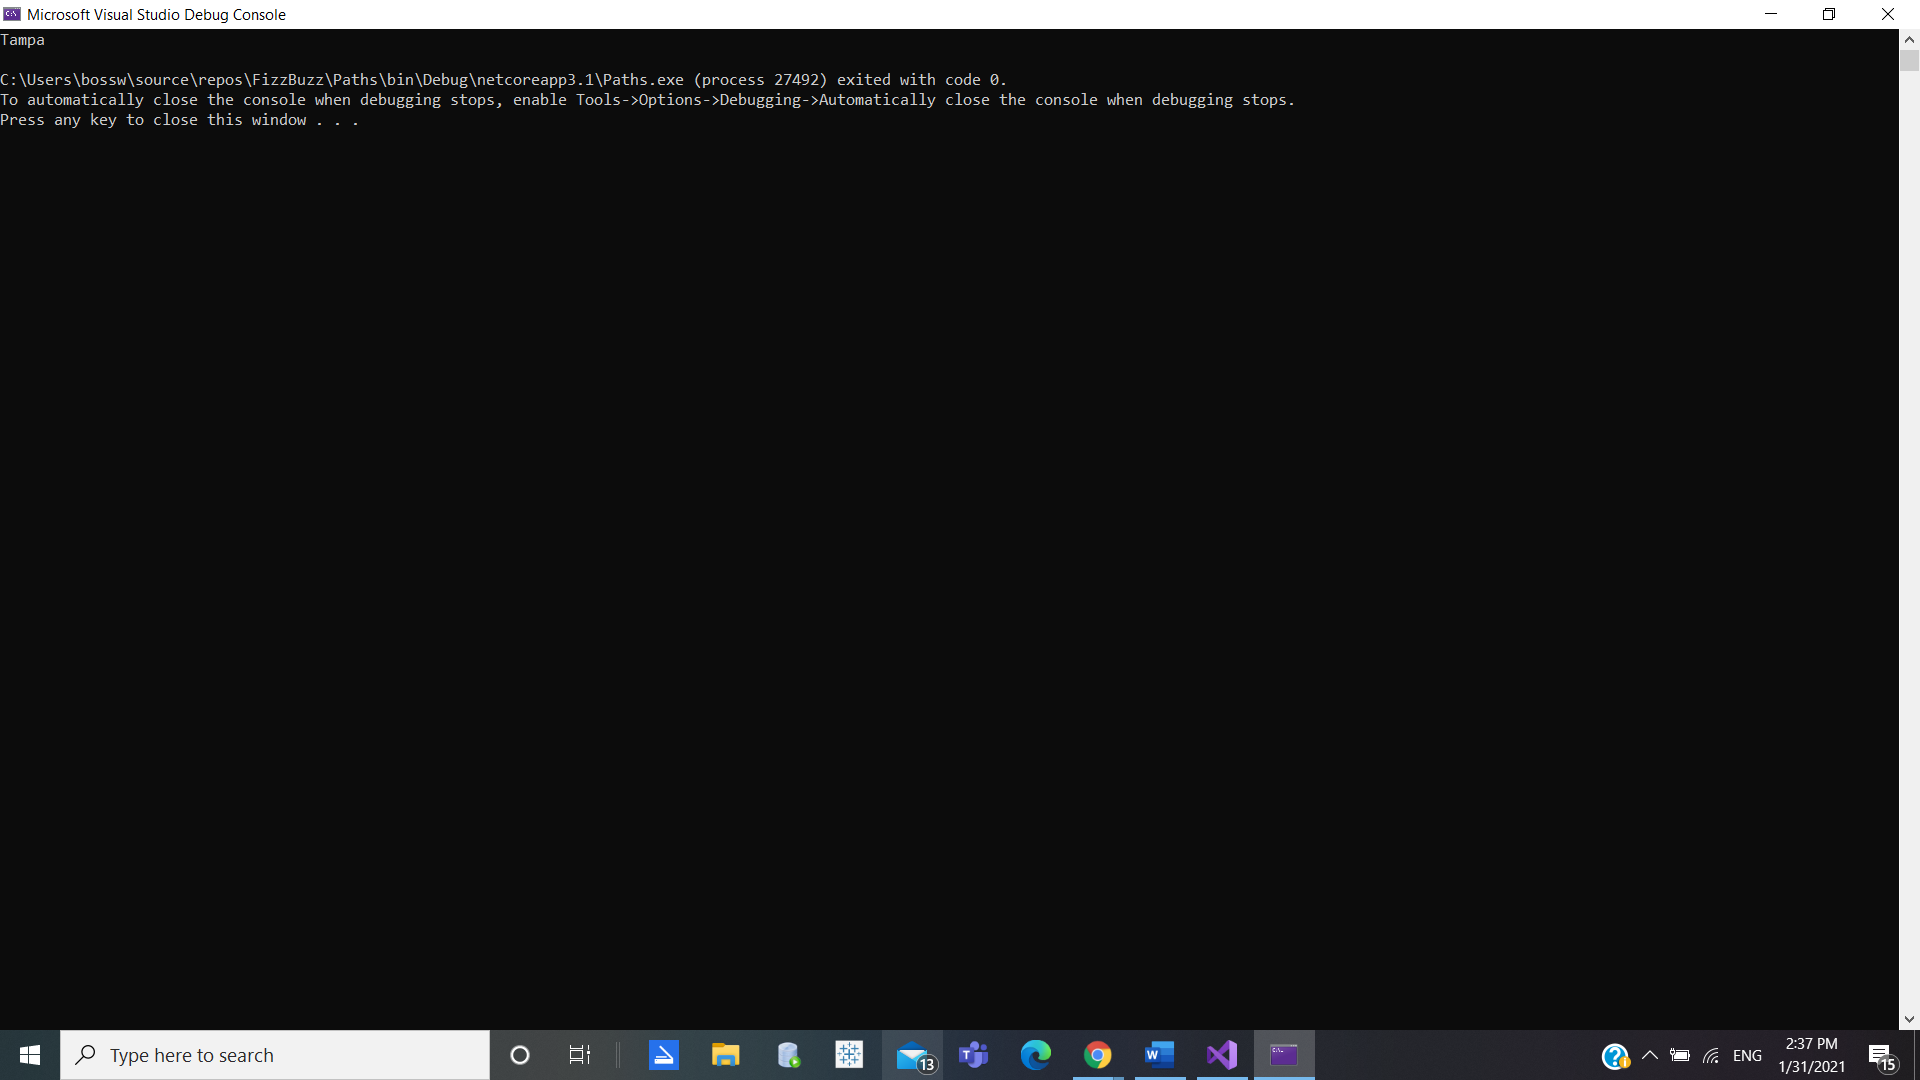 Microsoft Visual Studio Debug Console
Tampa
C:\Users\bossw\source\repos\FizzBuzz\Paths\bin\Debug\netcoreapp3.1\Paths.exe (process 27492) exited with code 0.
To automatically close the console when debugging stops, enable Tools->Options->Debugging->Automatically close the console when debugging stops.
Press any key to close this window . . .
Type here to search
13
ENG
2:37 PM
1/31/2021
15